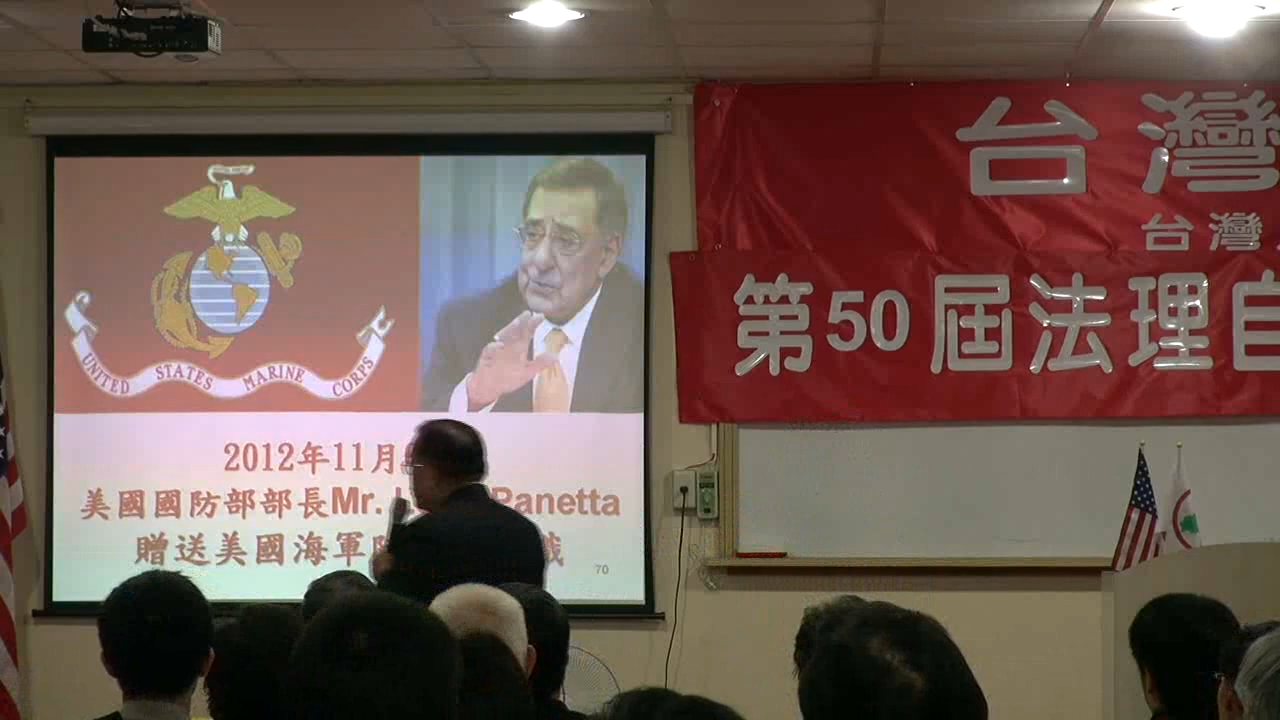 UNITED STATES MARINE CORPS
2012年11月
美國國防部部長Mr. Panetta
贈送美國海軍陸
70
台灣
台灣
第50屆法理自